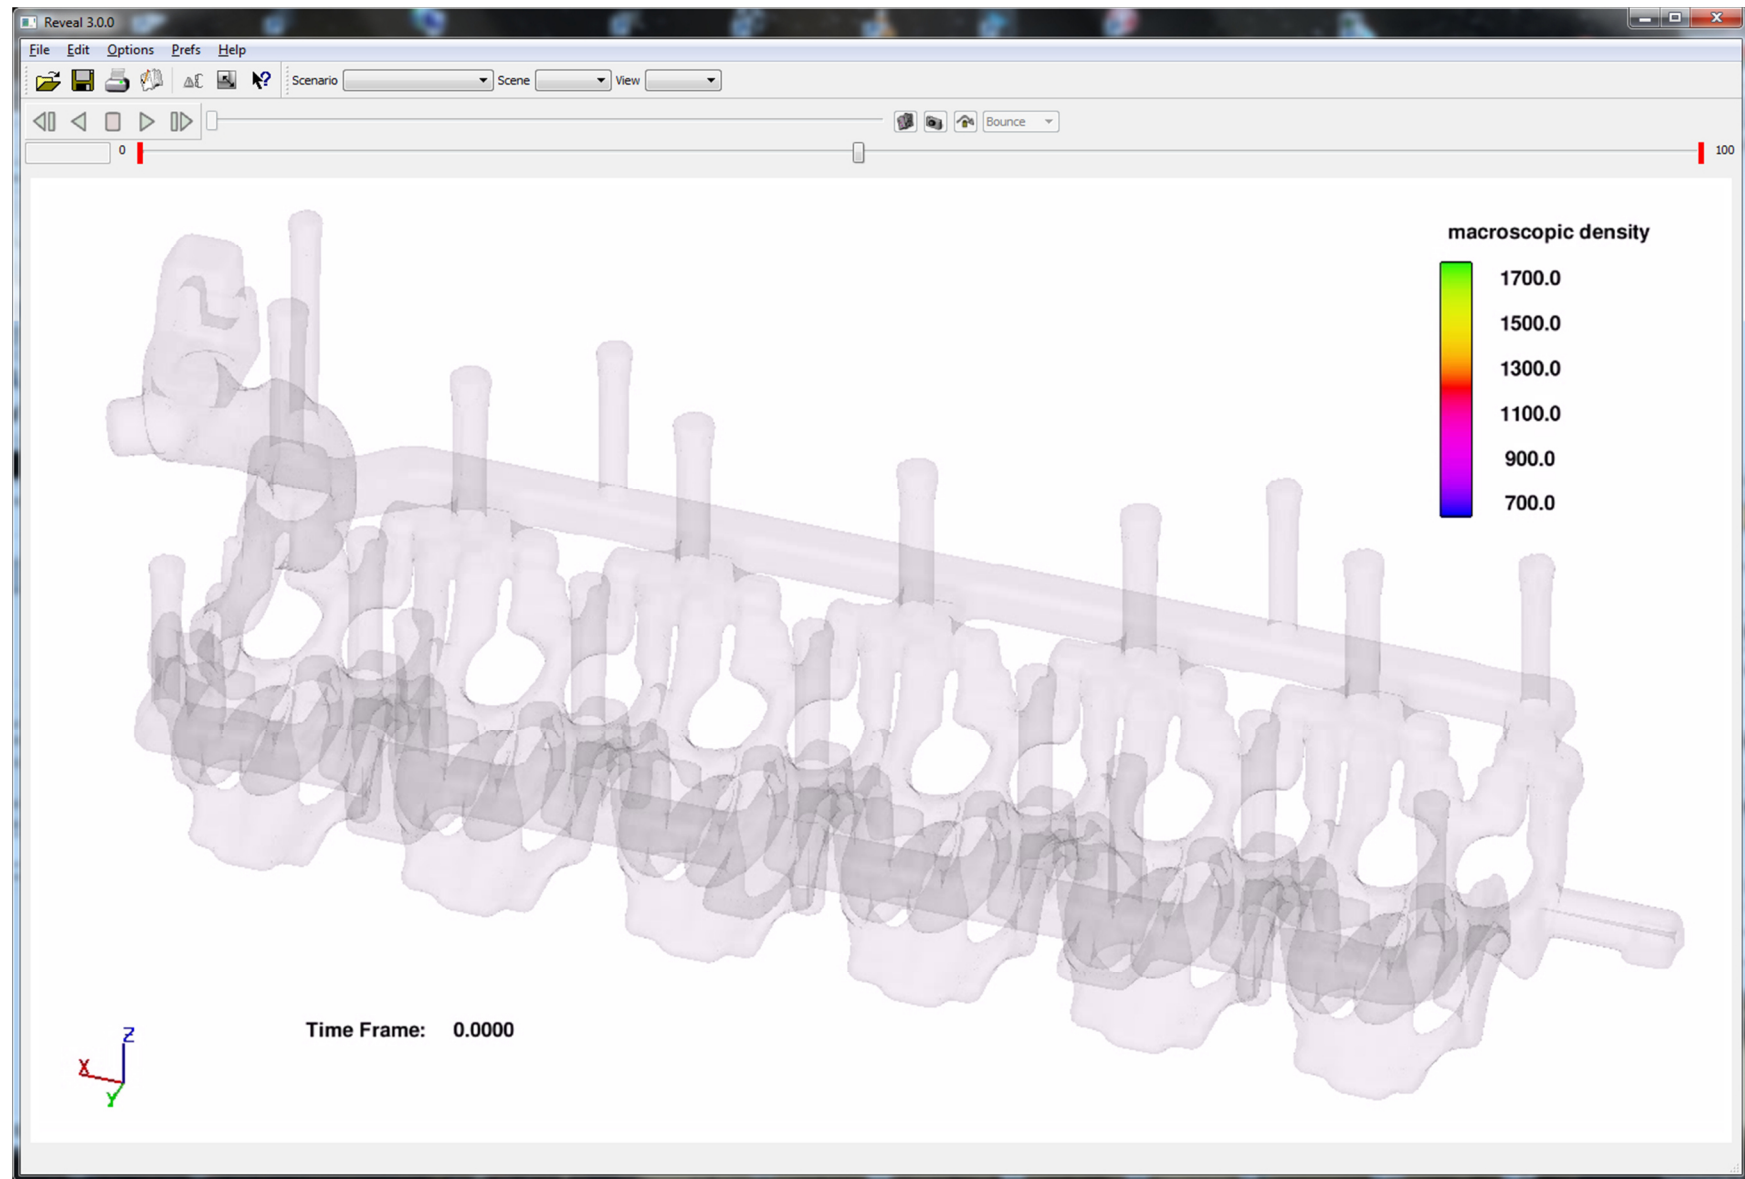 Reveal 3.0.0
File Edit Options Prefs Help
Scenario Scene View
Bounce
0 100
macroscopic density
1700.0
1500.0
1300.0
1100.0
900.0
700.0
Time Frame: 0.0000
Z
X
Y